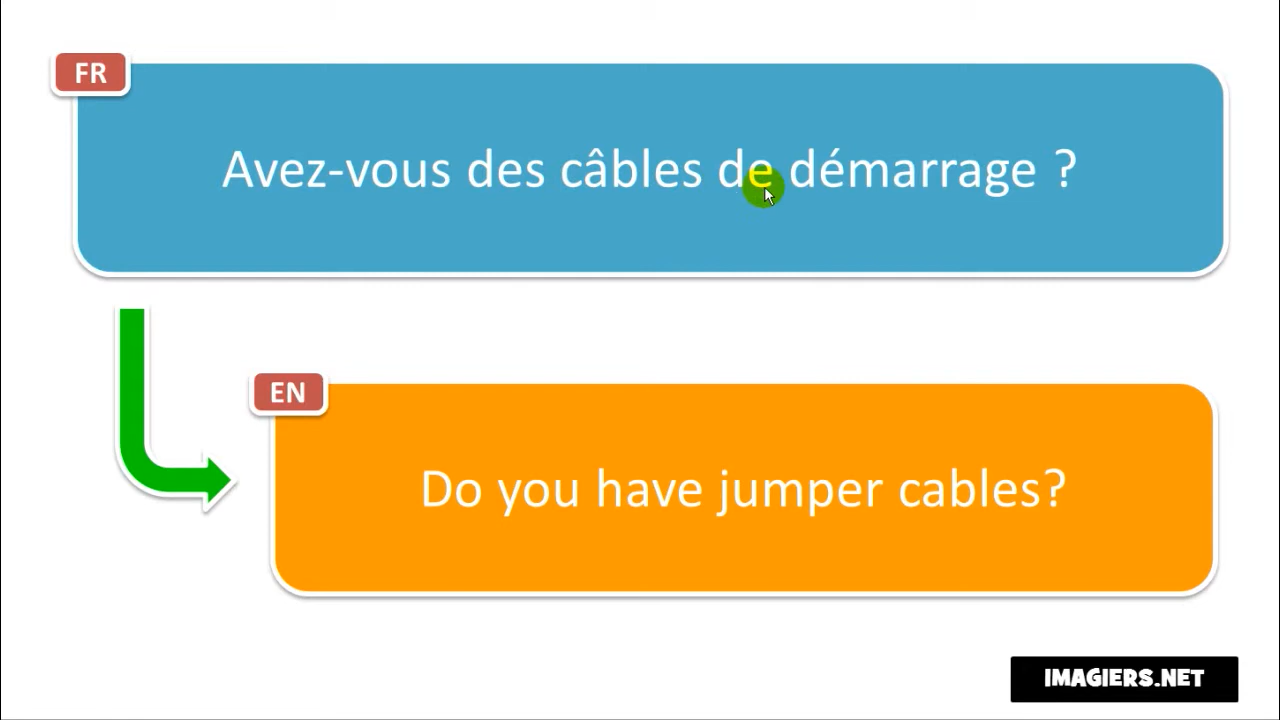 FR
Avez-vous des câbles de démarrage ?
EN
Do you have jumper cables?
IMAGIERS.NET